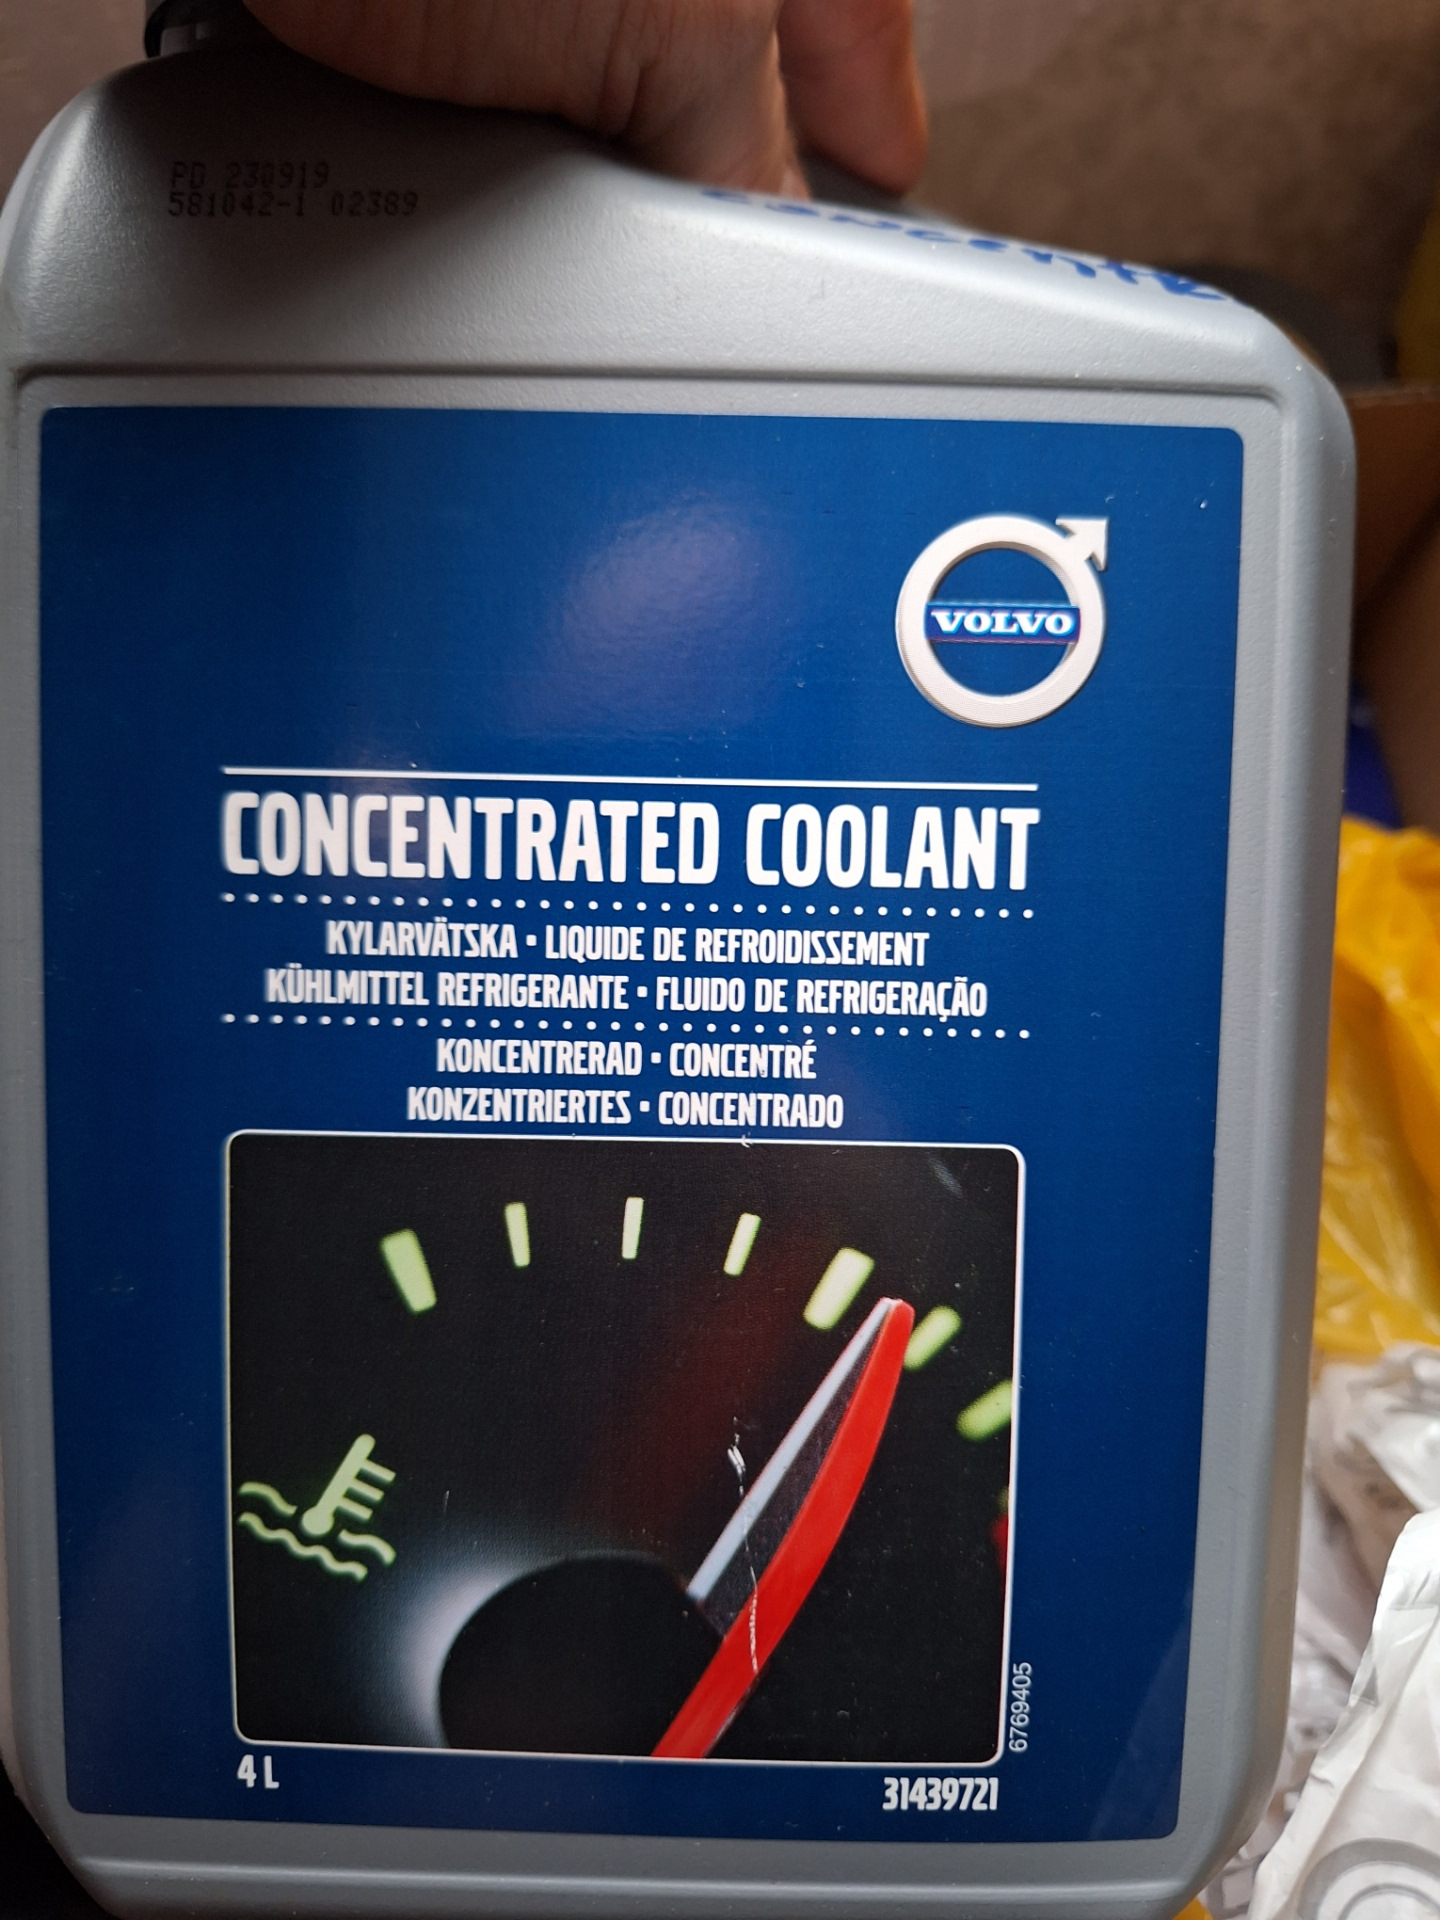 PD 230919
581042-1 02389
VOLVO
CONCENTRATED COOLANT
KYLARVÄTSKA · LIQUIDE DE REFROIDISSEMENT
KÜHLMITTEL REFRIGERANTE · FLUIDO DE REFRIGERAÇÃO
KONCENTRERAD · CONCENTRÉ
KONZENTRIERTES · CONCENTRADO
6769405
4 L
31439721